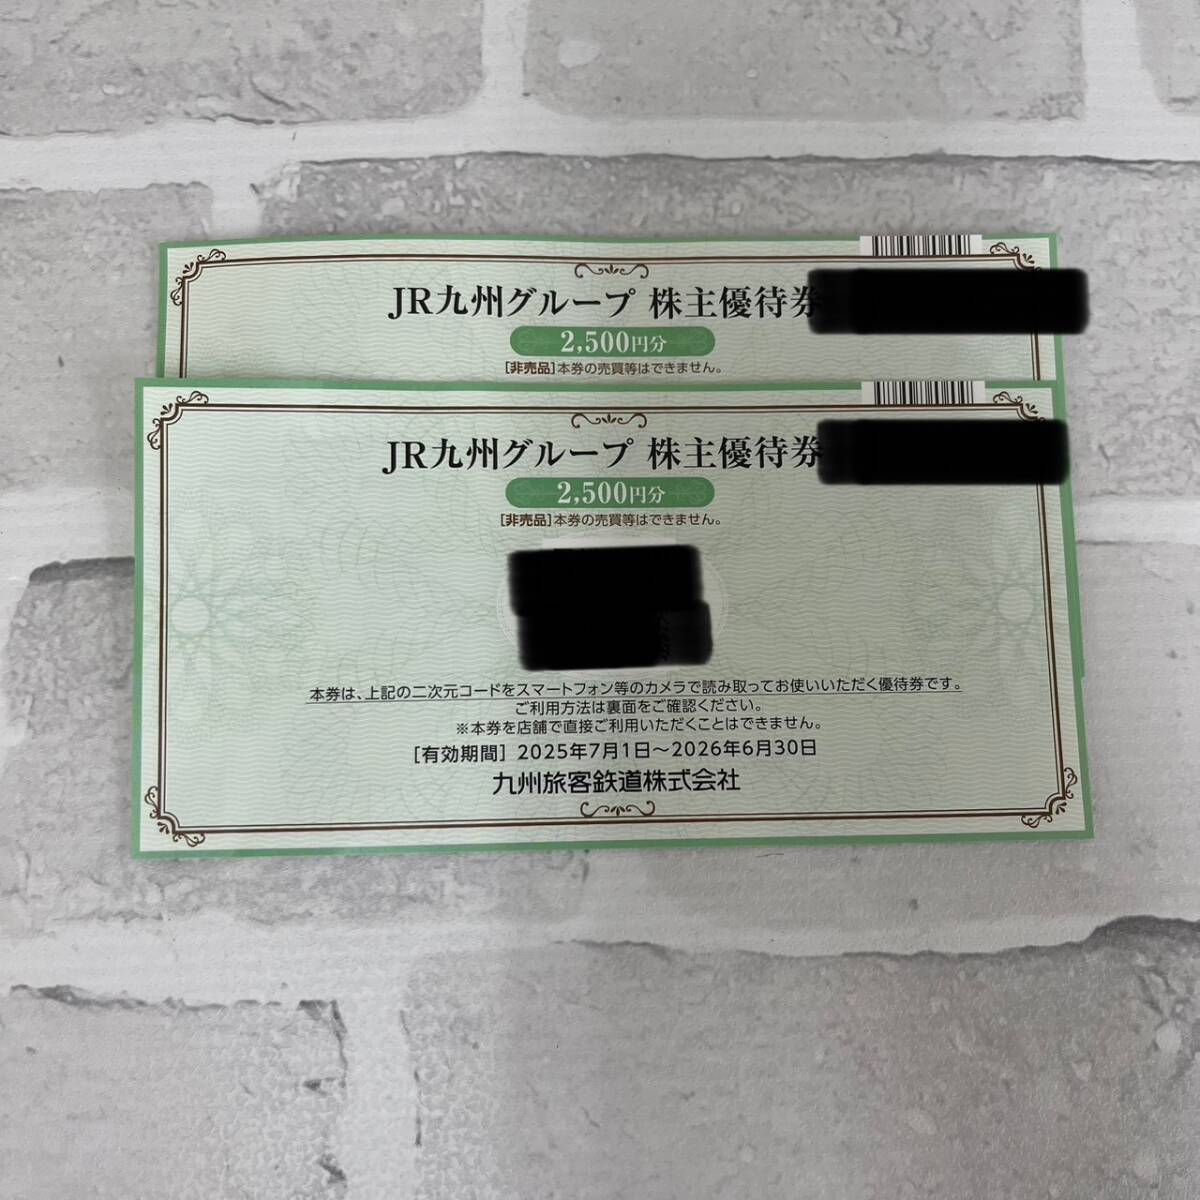 JR九州グループ 株主優待券
2,500円分
[非売品]本券の売買等はできません。
JR九州グループ 株主優待券
2,500円分
[非売品]本券の売買等はできません。
本券は、上記の二次元コードをスマートフォン等のカメラで読み取ってお使いいただく優待券です。
ご利用方法は裏面をご確認ください。
※本券を店舗で直接ご利用いただくことはできません。
[有効期間] 2025年7月1日～2026年6月30日
九州旅客鉄道株式会社